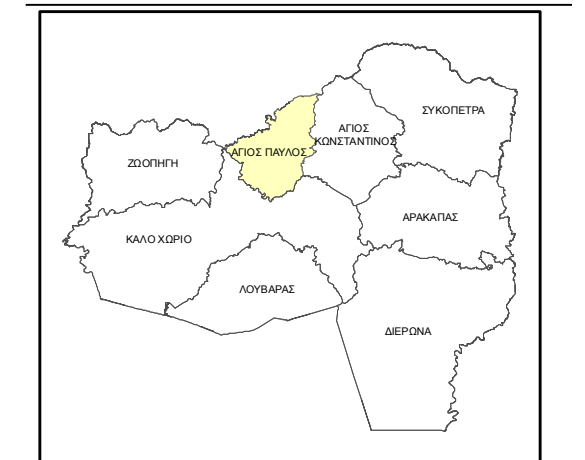 ΣΥΚΟΠΕΤΡΑ
ΑΓΙΟΣ
ΚΩΝΣΤΑΝΤΙΝΟΣ
ΑΓΙΟΣ ΠΑΥΛΟΣ
ΖΩΟΠΗΓΗ
ΑΡΑΚΑΠΑΣ
ΚΑΛΟ ΧΩΡΙΟ
ΛΟΥΒΑΡΑΣ
ΔΙΕΡΩΝΑ